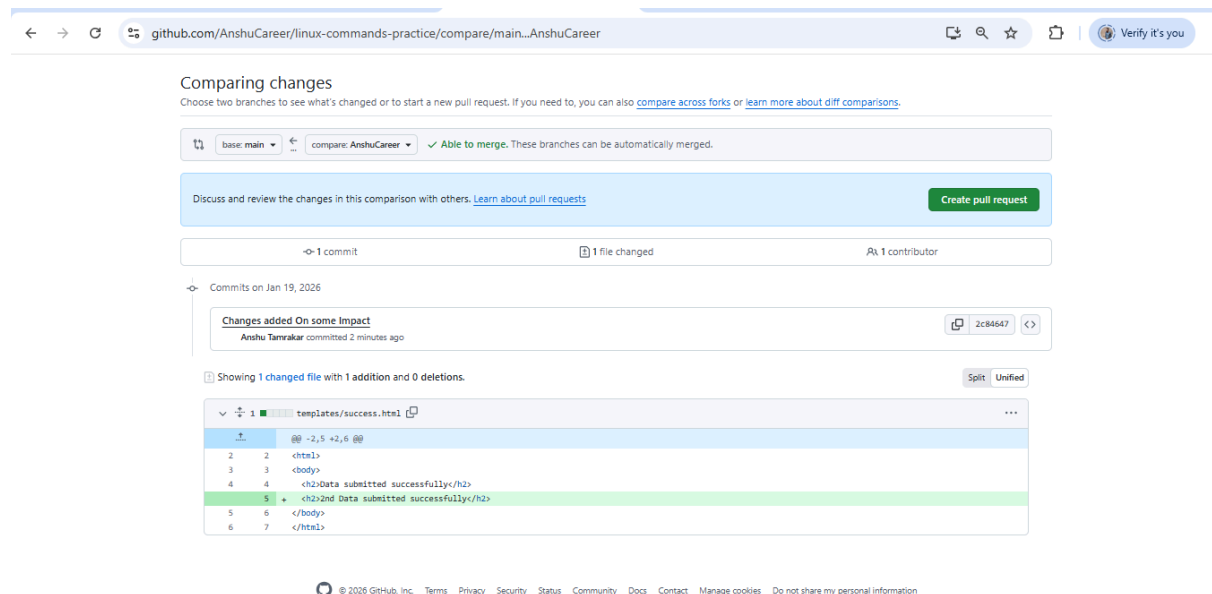 github.com/AnshuCareer/linux-commands-practice/compare/main...AnshuCareer Verify it's you
Comparing changes
Choose two branches to see what's changed or to start a new pull request. If you need to, you can also compare across forks or learn more about diff comparisons.
base: main compare: AnshuCareer Able to merge. These branches can be automatically merged.
Discuss and review the changes in this comparison with others. Learn about pull requests Create pull request
1 commit 1 file changed 1 contributor
Commits on Jan 19, 2026
Changes added On some Impact
Anshu Tamrakar committed 2 minutes ago 2c84647
Showing 1 changed file with 1 addition and 0 deletions. Split Unified
1 templates/success.html
@@ -2,5 +2,6 @@
2 2 <html>
3 3 <body>
4 4 <h2>Data submitted successfully</h2>
5 + <h2>2nd Data submitted successfully</h2>
5 6 </body>
6 7 </html>
© 2026 GitHub, Inc. Terms Privacy Security Status Community Docs Contact Manage cookies Do not share my personal information